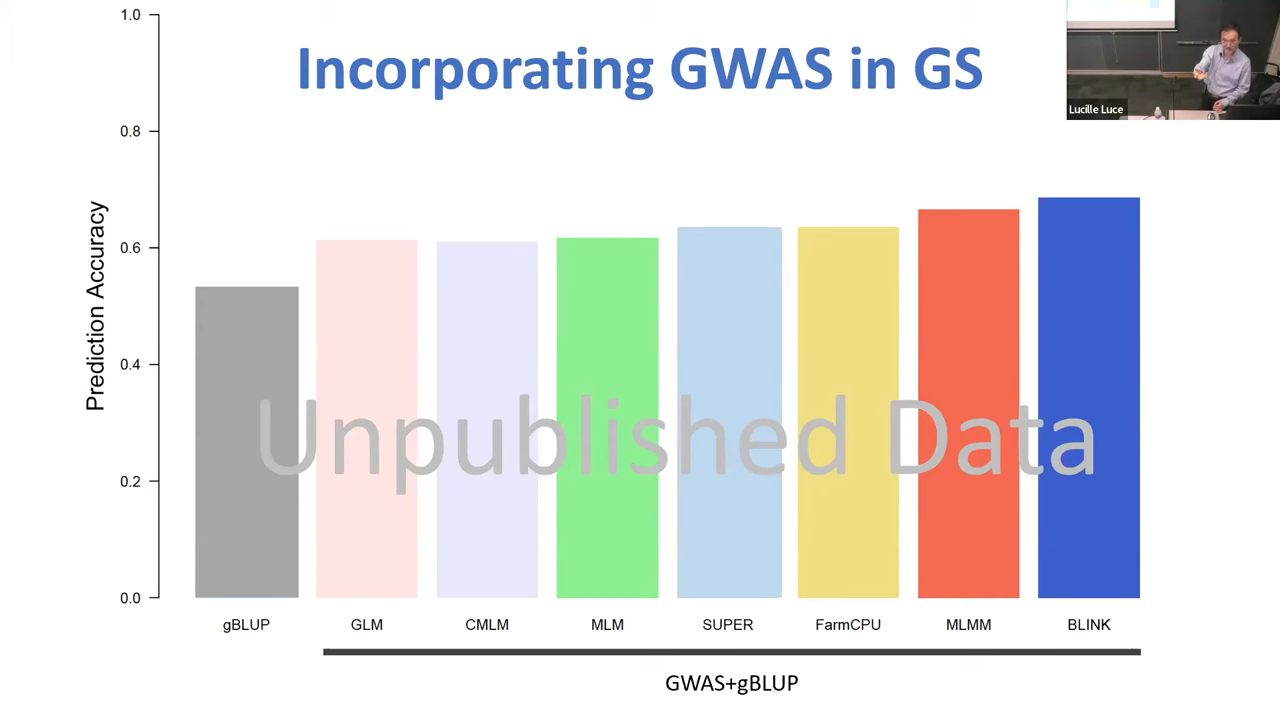 Incorporating GWAS in GS
Lucille Luce
Prediction Accuracy
1.0
0.8
0.6
0.4
0.2
0.0
Unpublished Data
gBLUP GLM CMLM MLM SUPER FarmCPU MLMM BLINK
GWAS+gBLUP